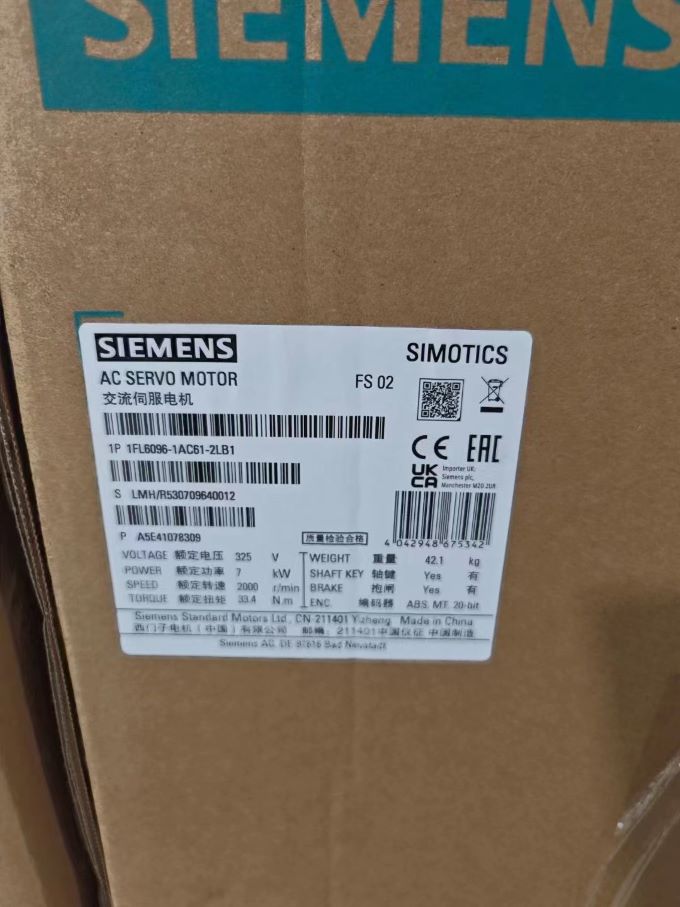 SIEMENS
SIEMENS
SIMOTICS
AC SERVO MOTOR
FS 02
交流伺服电机
1P 1FL6096-1AC61-2LB1
CE EAC
UKCA
Importer UK:
Siemens plc,
Manchester M20 2UR
S LMH/R530709640012
P A5E41078309
质量检验合格
4 042948 675342
VOLTAGE 额定电压 325 V WEIGHT 重量 42.1 kg
POWER 额定功率 7 kW SHAFT KEY 轴键 Yes 有
SPEED 额定转速 2000 r/min BRAKE 抱闸 Yes 有
TORQUE 额定扭矩 33.4 N.m ENC. 编码器 ABS. MT. 20-bit
Siemens Standard Motors Ltd., CN 211401 Yizheng Made in China
西门子电机（中国）有限公司 邮编：211401中国仪征 中国制造
Siemens AG, DE 97616 Bad Neustadt